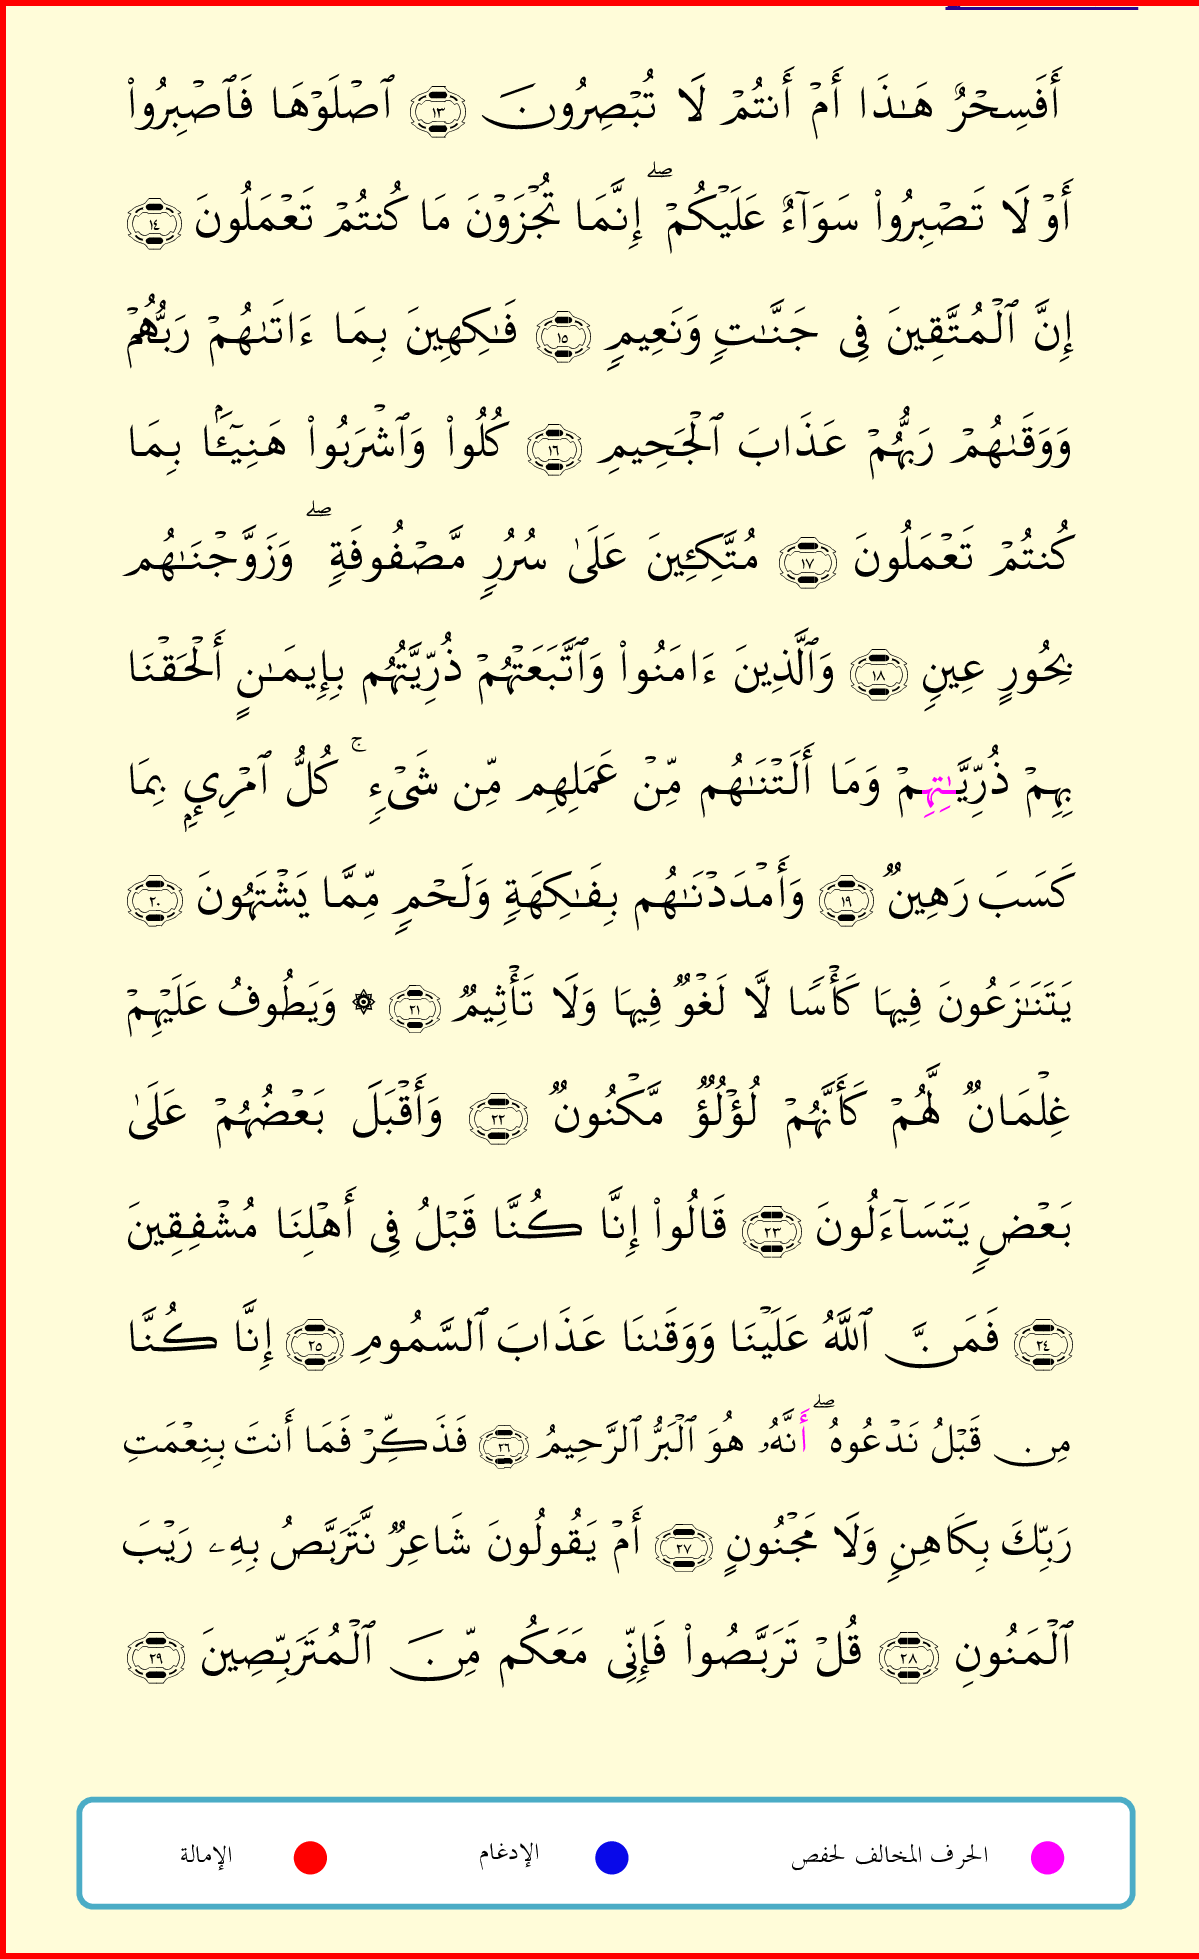 أَفَسِحْرٌ هَٰذَا أَمْ أَنتُمْ لَا تُبْصِرُونَ ١٣ ٱصْلَوْهَا فَٱصْبِرُوا۟
أَوْ لَا تَصْبِرُوا۟ سَوَآءٌ عَلَيْكُمْ ۖ إِنَّمَا تُجْزَوْنَ مَا كُنتُمْ تَعْمَلُونَ ١٤
إِنَّ ٱلْمُتَّقِينَ فِى جَنَّٰتٍ وَنَعِيمٍ ١٥ فَٰكِهِينَ بِمَا ءَاتَىٰهُمْ رَبُّهُمْ
وَوَقَىٰهُمْ رَبُّهُمْ عَذَابَ ٱلْجَحِيمِ ١٦ كُلُوا۟ وَٱشْرَبُوا۟ هَنِيٓـًٔۢا بِمَا
كُنتُمْ تَعْمَلُونَ ١٧ مُتَّكِـِٔينَ عَلَىٰ سُرُرٍ مَّصْفُوفَةٍ ۖ وَزَوَّجْنَٰهُم
بِحُورٍ عِينٍ ١٨ وَٱلَّذِينَ ءَامَنُوا۟ وَٱتَّبَعَتْهُمْ ذُرِّيَّتُهُم بِإِيمَٰنٍ أَلْحَقْنَا
بِهِمْ ذُرِّيَّٰتِهِمْ وَمَا أَلَتْنَٰهُم مِّنْ عَمَلِهِم مِّن شَىْءٍ ۚ كُلُّ ٱمْرِئٍۭ بِمَا
كَسَبَ رَهِينٌ ١٩ وَأَمْدَدْنَٰهُم بِفَٰكِهَةٍ وَلَحْمٍ مِّمَّا يَشْتَهُونَ ٢٠
يَتَنَٰزَعُونَ فِيهَا كَأْسًا لَّا لَغْوٌ فِيهَا وَلَا تَأْثِيمٌ ٢١ ۞ وَيَطُوفُ عَلَيْهِمْ
غِلْمَانٌ لَّهُمْ كَأَنَّهُمْ لُؤْلُؤٌ مَّكْنُونٌ ٢٢ وَأَقْبَلَ بَعْضُهُمْ عَلَىٰ
بَعْضٍ يَتَسَآءَلُونَ ٢٣ قَالُوا۟ إِنَّا كُنَّا قَبْلُ فِى أَهْلِنَا مُشْفِقِينَ
٢٤ فَمَنَّ ٱللَّهُ عَلَيْنَا وَوَقَىٰنَا عَذَابَ ٱلسَّمُومِ ٢٥ إِنَّا كُنَّا
مِن قَبْلُ نَدْعُوهُ ۖ أَنَّهُۥ هُوَ ٱلْبَرُّ ٱلرَّحِيمُ ٢٦ فَذَكِّرْ فَمَا أَنتَ بِنِعْمَتِ
رَبِّكَ بِكَاهِنٍ وَلَا مَجْنُونٍ ٢٧ أَمْ يَقُولُونَ شَاعِرٌ نَّتَرَبَّصُ بِهِۦ رَيْبَ
ٱلْمَنُونِ ٢٨ قُلْ تَرَبَّصُوا۟ فَإِنِّى مَعَكُم مِّنَ ٱلْمُتَرَبِّصِينَ ٢٩
الحرف المخالف لحفص الإدغام الإمالة